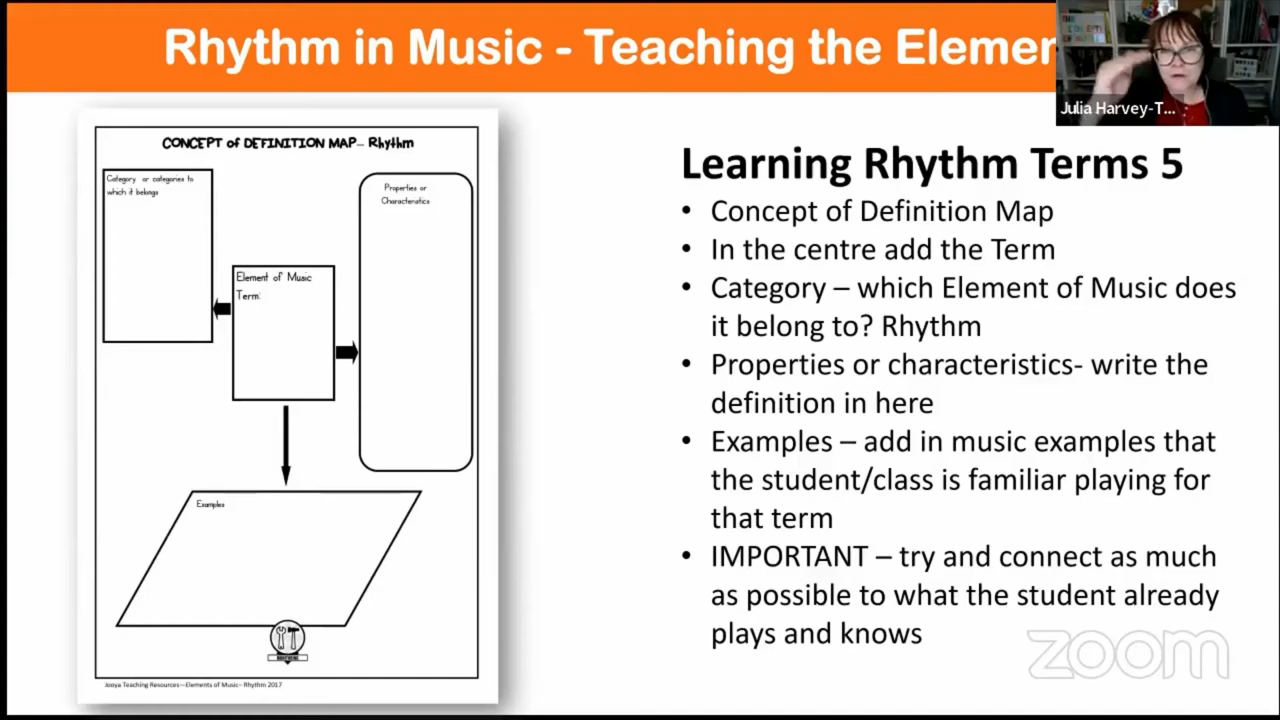 Rhythm in Music - Teaching the Elemen
Julia Harvey-T...
CONCEPT of DEFINITION MAP- Rhythm
Category or categories to
which it belongs
Properties or
Characteristics
Element of Music
Term:
Examples
Jooya Teaching Resources—Elements of Music- Rhythm 2017
Learning Rhythm Terms 5
• Concept of Definition Map
• In the centre add the Term
• Category – which Element of Music does
it belong to? Rhythm
• Properties or characteristics- write the
definition in here
• Examples – add in music examples that
the student/class is familiar playing for
that term
• IMPORTANT – try and connect as much
as possible to what the student already
plays and knows
zoom